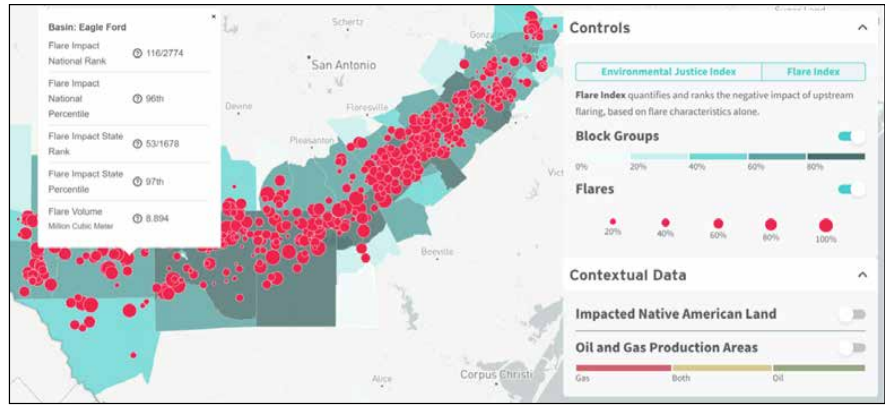 Basin: Eagle Ford
×
Flare Impact
National Rank
116/2774
Flare Impact
National
Percentile
96th
Flare Impact State
Rank
53/1678
Flare Impact State
Percentile
97th
Flare Volume
Million Cubic Meter
8.894
Schertz
San Antonio
Devine
Floresville
Pleasanton
Beeville
Alice
Corpus Christi
Controls
Environmental Justice Index
Flare Index
Flare Index quantifies and ranks the negative impact of upstream
flaring, based on flare characteristics alone.
Block Groups
0% 20% 40% 60% 80%
Flares
20% 40% 60% 80% 100%
Contextual Data
Impacted Native American Land
Oil and Gas Production Areas
Gas Both Oil